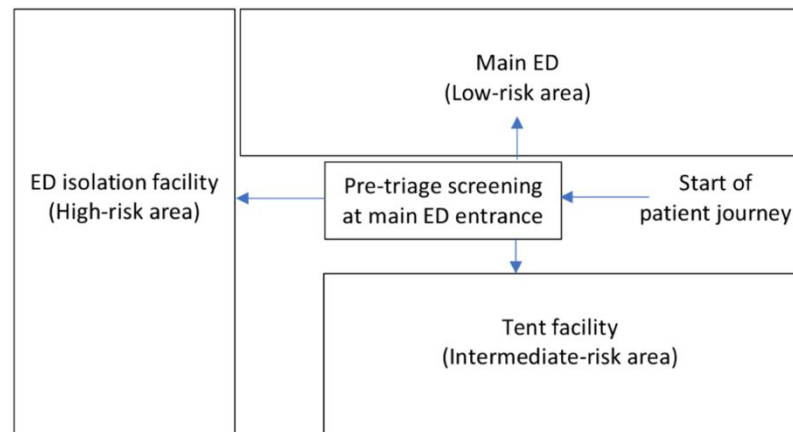 Main ED
(Low-risk area)
ED isolation facility
(High-risk area)
Pre-triage screening
at main ED entrance
Start of
patient journey
Tent facility
(Intermediate-risk area)